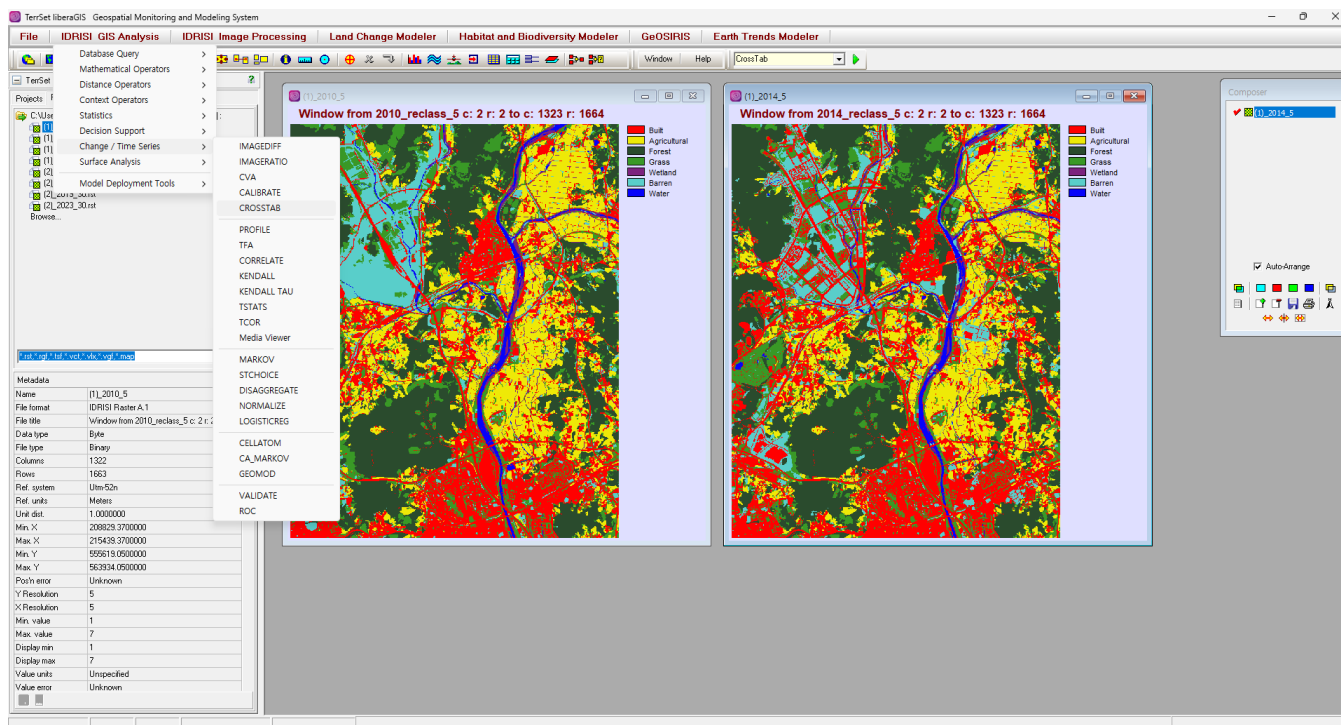 TerrSet liberaGIS Geospatial Monitoring and Modeling System
File IDRISI GIS Analysis IDRISI Image Processing Land Change Modeler Habitat and Biodiversity Modeler GeOSIRIS Earth Trends Modeler
Window Help CrossTab
TerrSet
Projects
C:\Use
(2)_2019_30.rst
(2)_2023_30.rst
Browse...
Database Query
Mathematical Operators
Distance Operators
Context Operators
Statistics
Decision Support
Change / Time Series
Surface Analysis
Model Deployment Tools
IMAGEDIFF
IMAGERATIO
CVA
CALIBRATE
CROSSTAB
PROFILE
TFA
CORRELATE
KENDALL
KENDALL TAU
TSTATS
TCOR
Media Viewer
MARKOV
STCHOICE
DISAGGREGATE
NORMALIZE
LOGISTICREG
CELLATOM
CA_MARKOV
GEOMOD
VALIDATE
ROC
*.rst,*.rgf,*.tsf,*.vct,*.vlx,*.vgf,*.map
Metadata
Name (1)_2010_5
File format IDRISI Raster A.1
File title Window from 2010_reclass_5 c: 2 r: 2
Data type Byte
File type Binary
Columns 1322
Rows 1663
Ref. system Utm-52n
Ref. units Meters
Unit dist. 1.0000000
Min. X 208829.3700000
Max. X 215439.3700000
Min. Y 555619.0500000
Max. Y 563934.0500000
Pos'n error Unknown
Y Resolution 5
X Resolution 5
Min. value 1
Max. value 7
Display min 1
Display max 7
Value units Unspecified
Value error Unknown
(1)_2010_5
Window from 2010_reclass_5 c: 2 r: 2 to c: 1323 r: 1664
Built
Agricultural
Forest
Grass
Wetland
Barren
Water
(1)_2014_5
Window from 2014_reclass_5 c: 2 r: 2 to c: 1323 r: 1664
Built
Agricultural
Forest
Grass
Wetland
Barren
Water
Composer
(1)_2014_5
Auto-Arrange